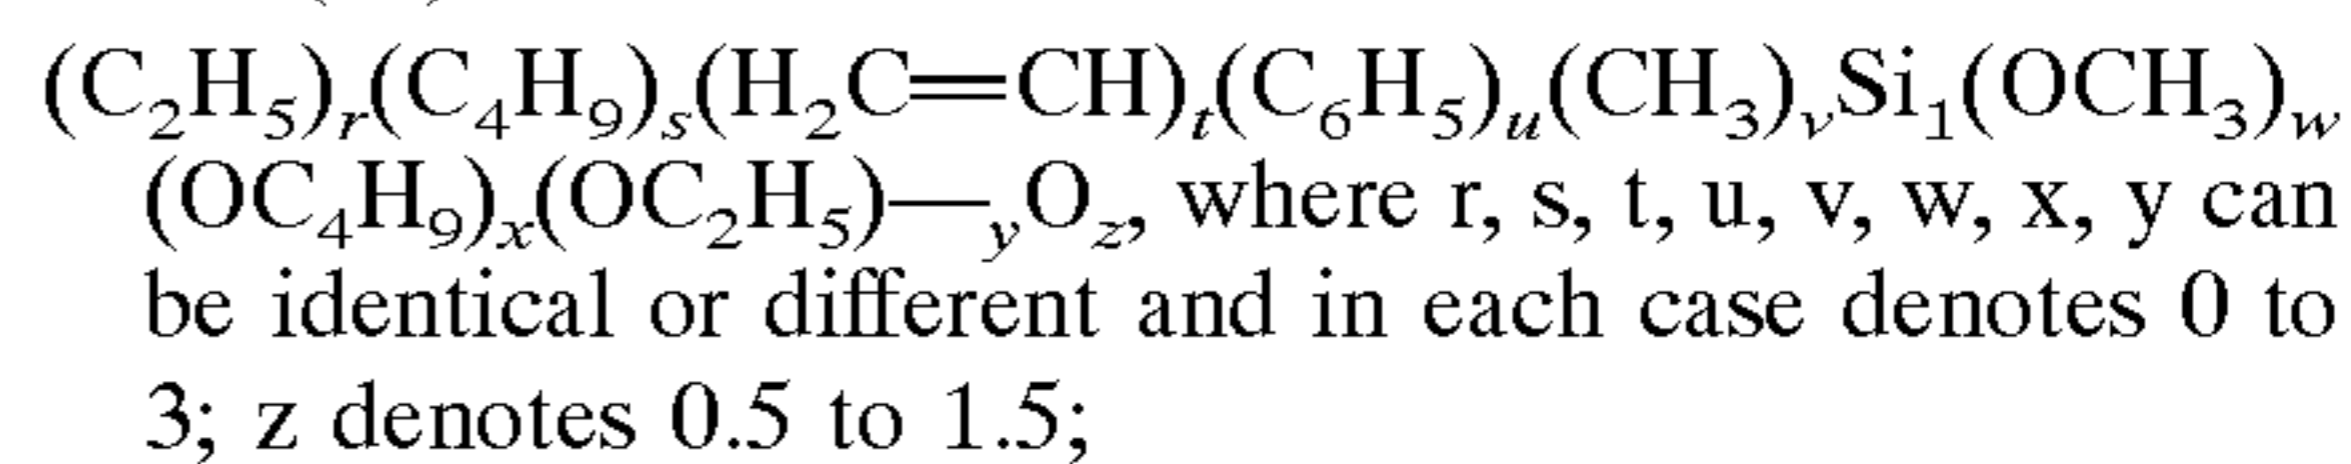 (C₂H₅)ᵣ(C₄H₉)ₛ(H₂C═CH)ₜ(C₆H₅)ᵤ(CH₃)ᵥSi₁(OCH₃)w
(OC₄H₉)ₓ(OC₂H₅)—yO_z, where r, s, t, u, v, w, x, y can
be identical or different and in each case denotes 0 to
3; z denotes 0.5 to 1.5;